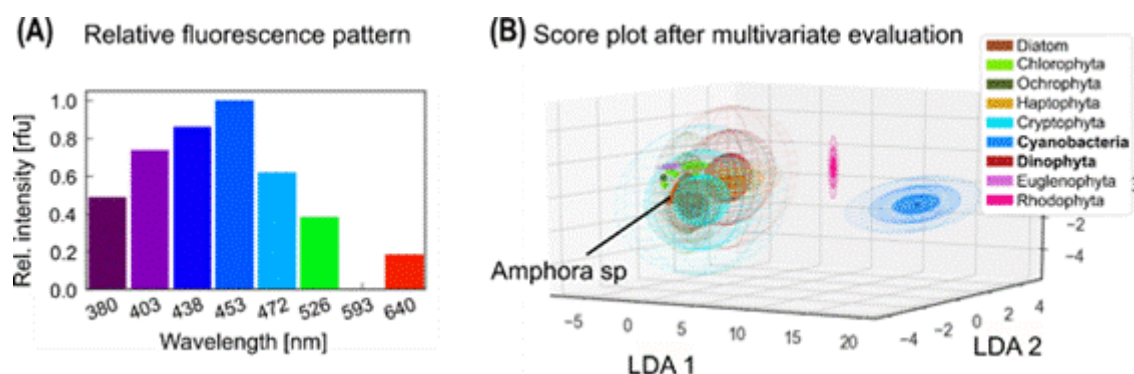 (A) Relative fluorescence pattern
Rel. intensity [rfu]
1.0
0.8
0.6
0.4
0.2
0.0
380 403 438 453 472 526 593 640
Wavelength [nm]
(B) Score plot after multivariate evaluation
Diatom
Chlorophyta
Ochrophyta
Haptophyta
Cryptophyta
Cyanobacteria
Dinophyta
Euglenophyta
Rhodophyta
Amphora sp
-2
-4
-5 0 5 10 15 20
LDA 1
-4 -2 0 2 4
LDA 2